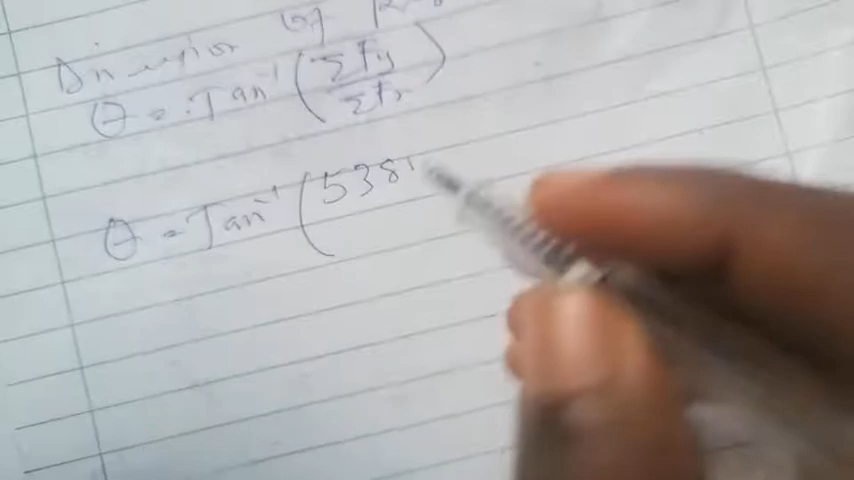 Direction of R
θ = Tan⁻¹ (ΣFy / ΣFx)
θ = Tan⁻¹ (538